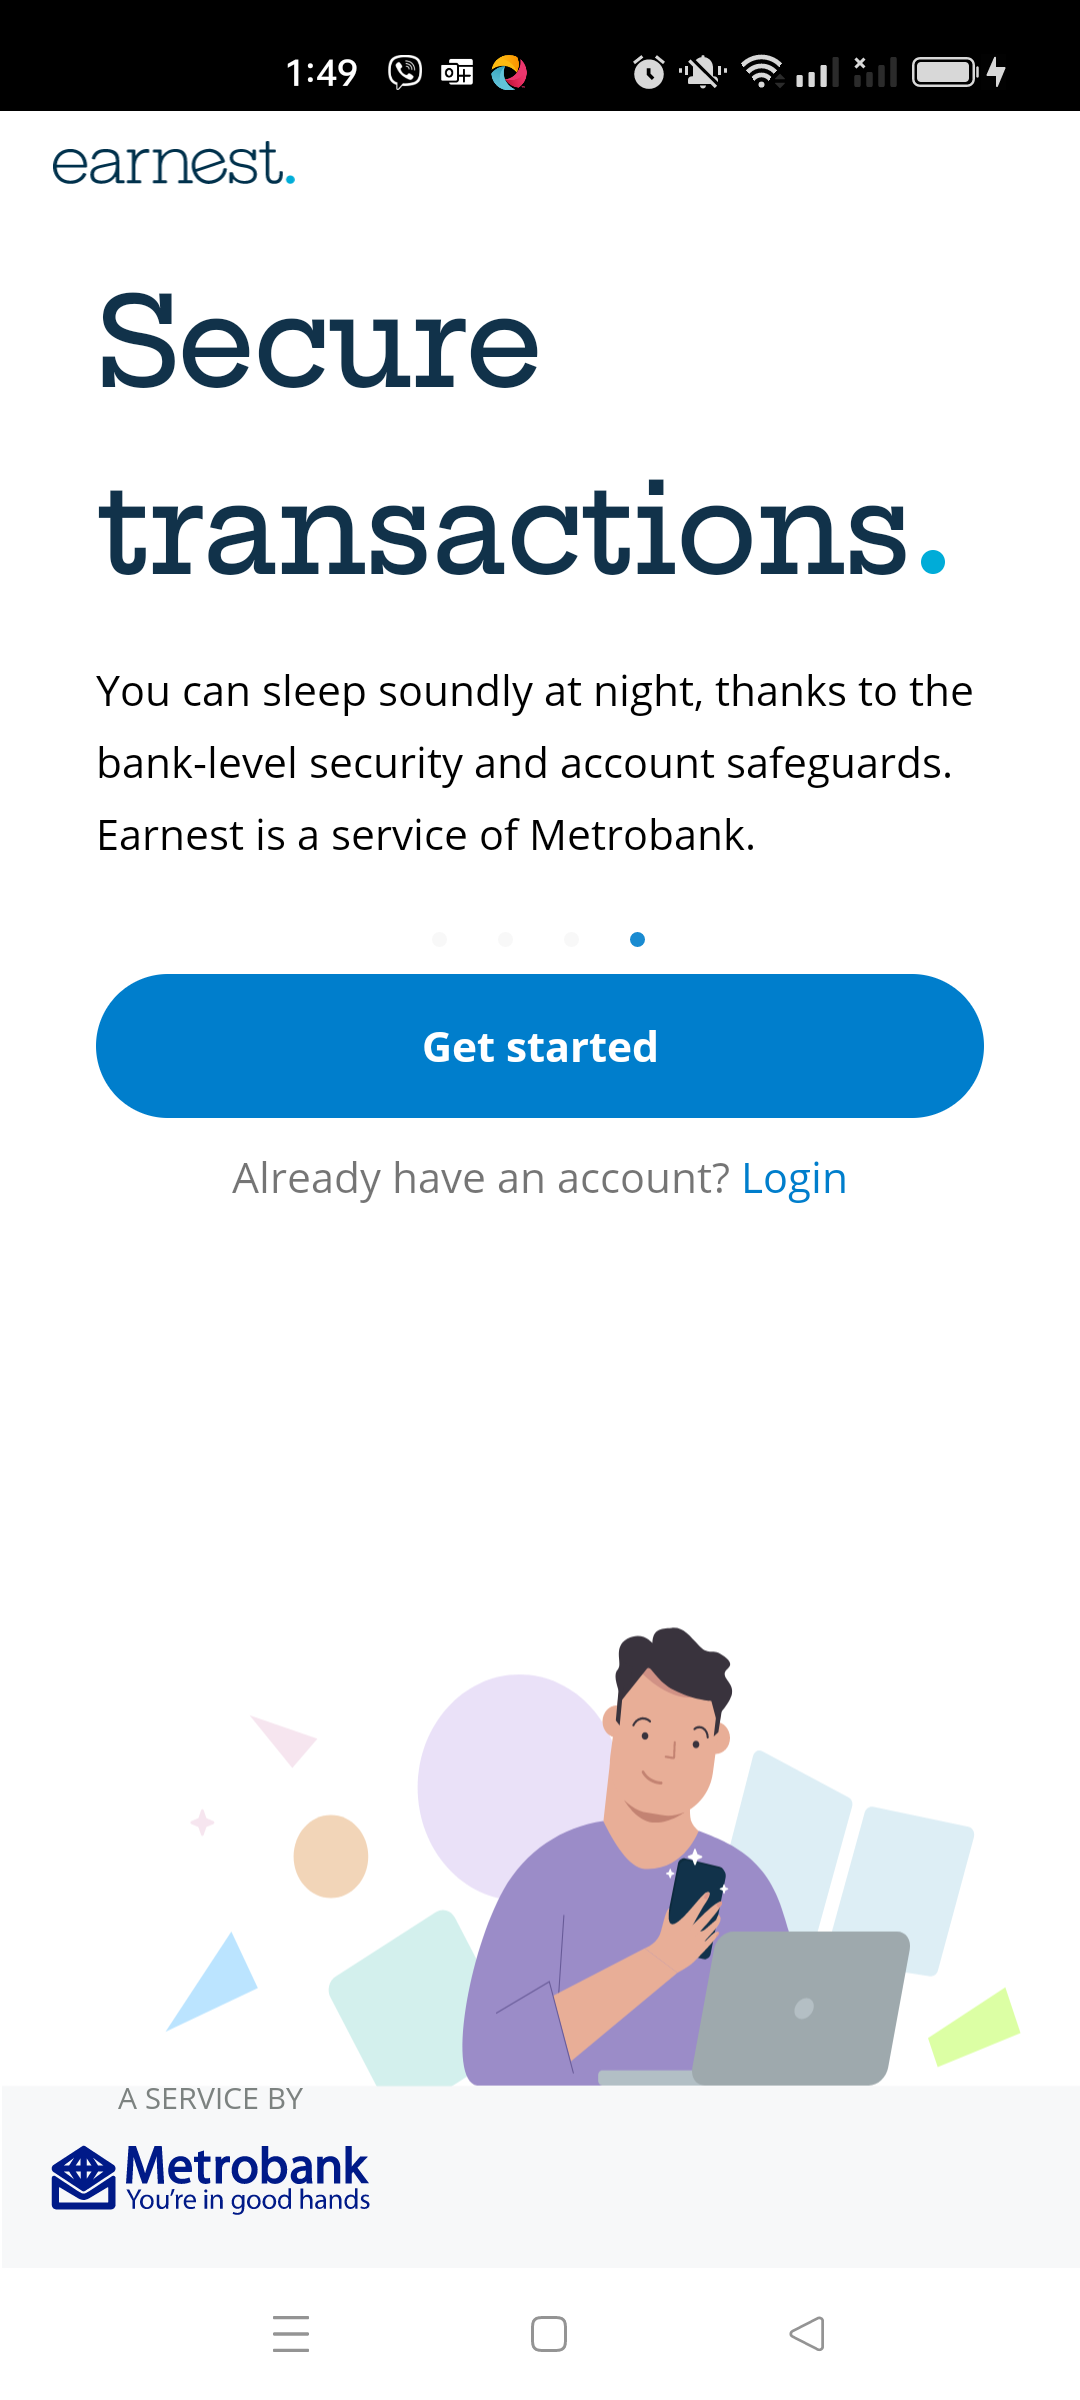 1:49
earnest.
Secure
transactions.
You can sleep soundly at night, thanks to the
bank-level security and account safeguards.
Earnest is a service of Metrobank.
Get started
Already have an account? Login
A SERVICE BY
Metrobank
You're in good hands